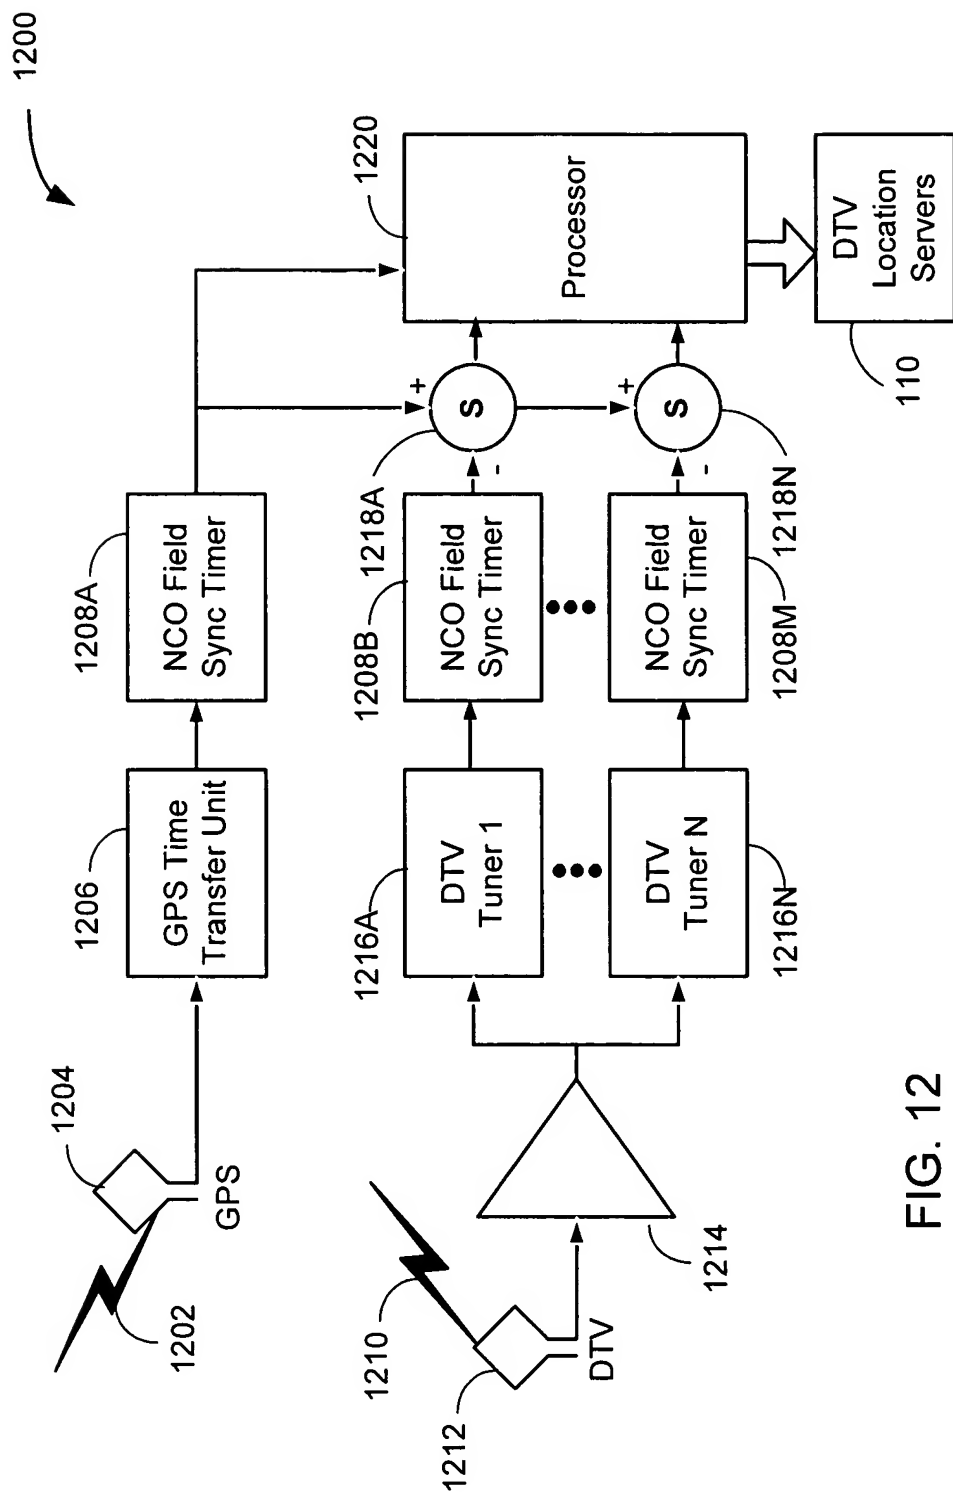 1200
1202
1204
GPS
1206
GPS Time
Transfer Unit
1208A
NCO Field
Sync Timer
1210
1212
DTV
1214
1216A
DTV
Tuner 1
1208B
NCO Field
Sync Timer
1218A
+
S
-
•••
•••
1216N
DTV
Tuner N
1208M
NCO Field
Sync Timer
1218N
+
S
-
1220
Processor
110
DTV
Location
Servers
FIG. 12